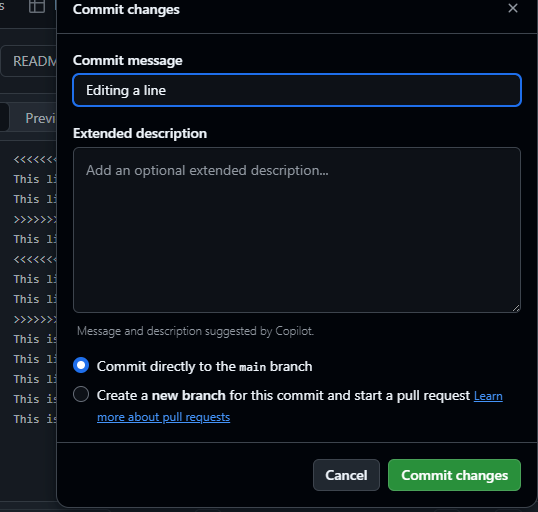 Commit changes
Commit message
README
Editing a line
Previ
Extended description
Add an optional extended description...
<<<<<<<
This li
This li
>>>>>>>
This li
<<<<<<<
This li
This li
>>>>>>>
This is
This li
This li
This is
This is
Message and description suggested by Copilot.
Commit directly to the main branch
Create a new branch for this commit and start a pull request Learn
more about pull requests
Cancel
Commit changes